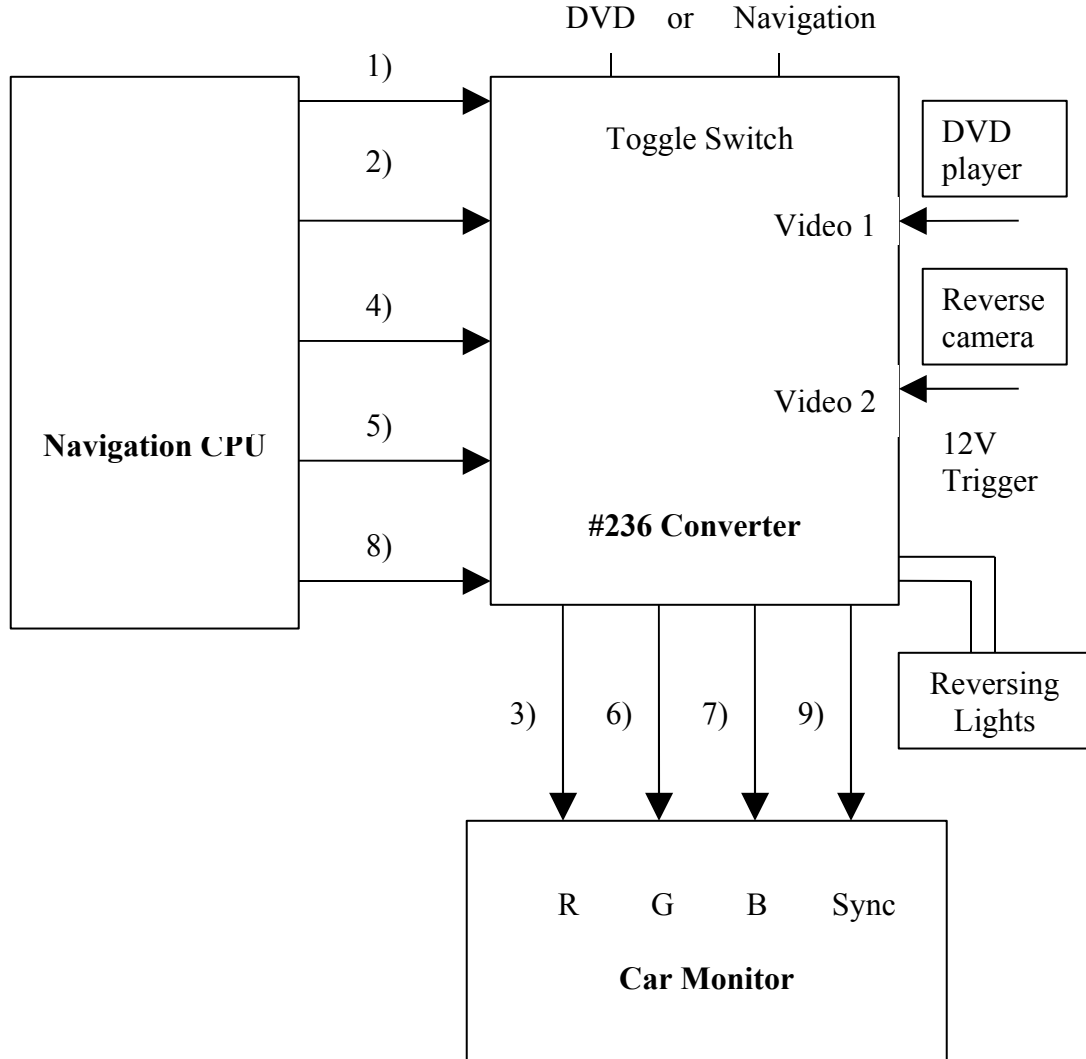 DVD or Navigation
1)
Toggle Switch
DVD
player
2)
Video 1
4)
Reverse
camera
Video 2
5)
Navigation CPU
12V
Trigger
#236 Converter
8)
Reversing
Lights
3) 6) 7) 9)
R G B Sync
Car Monitor